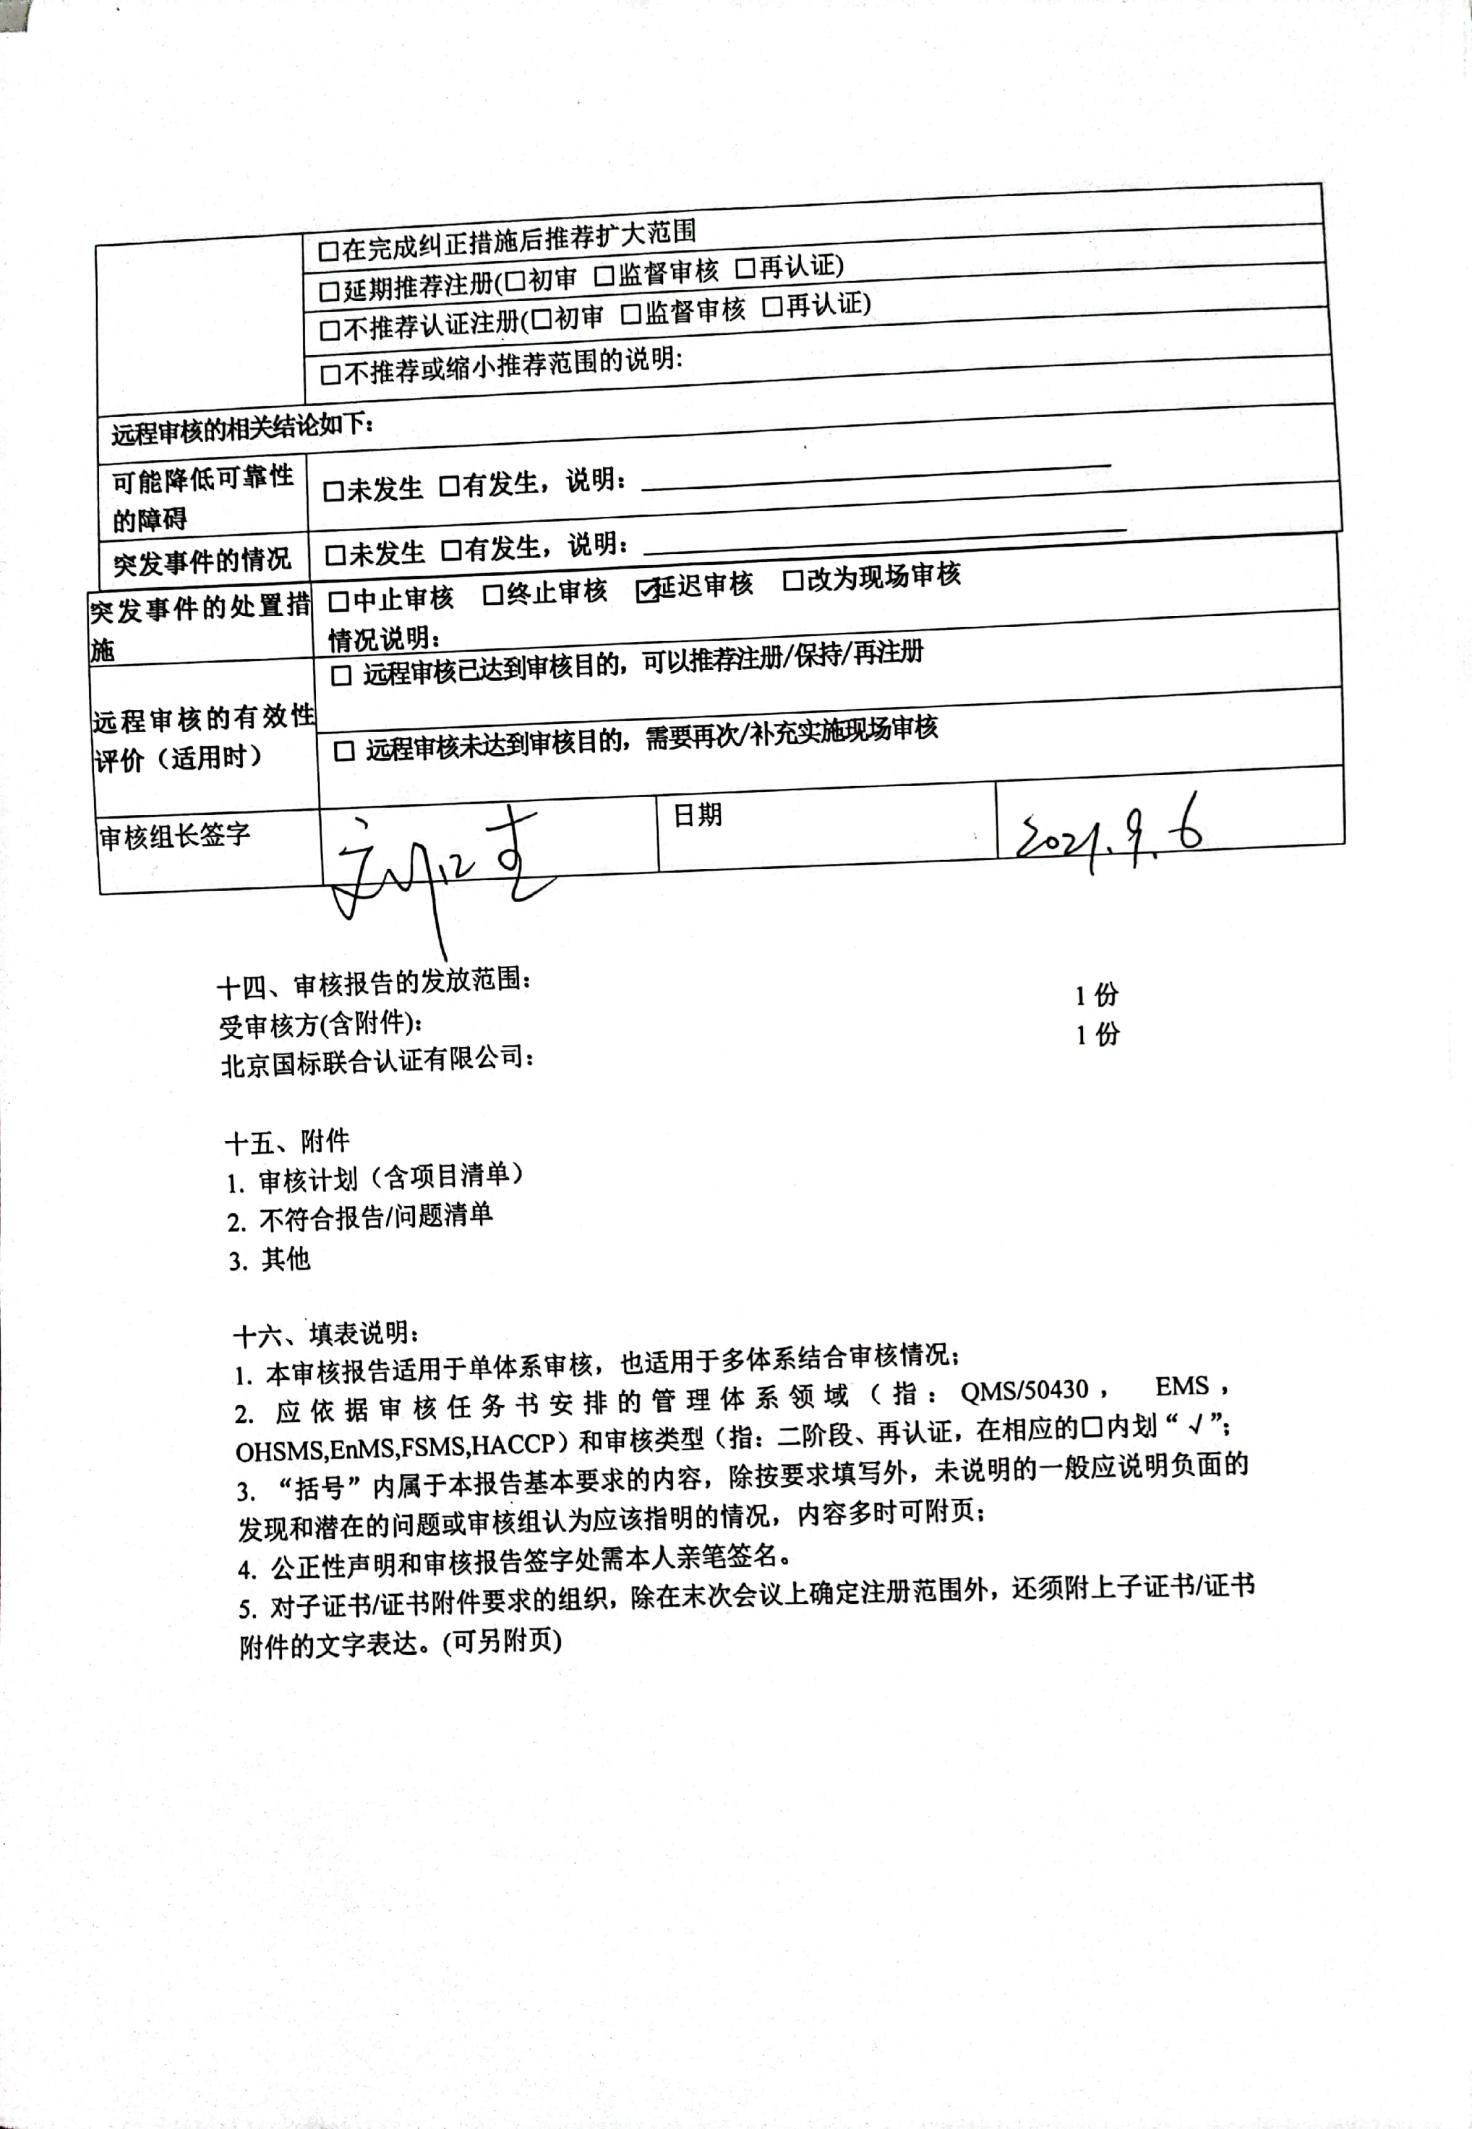 □在完成纠正措施后推荐扩大范围
□延期推荐注册(□初审 □监督审核 □再认证)
□不推荐认证注册(□初审 □监督审核 □再认证)
□不推荐或缩小推荐范围的说明:
远程审核的相关结论如下：
可能降低可靠性
的障碍
□未发生 □有发生，说明：
突发事件的情况
□未发生 □有发生，说明：
突发事件的处置措
施
□中止审核 □终止审核 ☑延迟审核 □改为现场审核
情况说明：
远程审核的有效性
评价（适用时）
□ 远程审核已达到审核目的，可以推荐注册/保持/再注册
□ 远程审核未达到审核目的，需要再次/补充实施现场审核
审核组长签字
日期
2021.9.6
十四、审核报告的发放范围：
受审核方(含附件)： 1 份
北京国标联合认证有限公司： 1 份
十五、附件
1. 审核计划（含项目清单）
2. 不符合报告/问题清单
3. 其他
十六、填表说明：
1. 本审核报告适用于单体系审核，也适用于多体系结合审核情况；
2. 应依据审核任务书安排的管理体系领域（指：QMS/50430， EMS，
OHSMS,EnMS,FSMS,HACCP）和审核类型（指：二阶段、再认证，在相应的□内划“√”；
3. “括号”内属于本报告基本要求的内容，除按要求填写外，未说明的一般应说明负面的
发现和潜在的问题或审核组认为应该指明的情况，内容多时可附页；
4. 公正性声明和审核报告签字处需本人亲笔签名。
5. 对子证书/证书附件要求的组织，除在末次会议上确定注册范围外，还须附上子证书/证书
附件的文字表达。(可另附页)